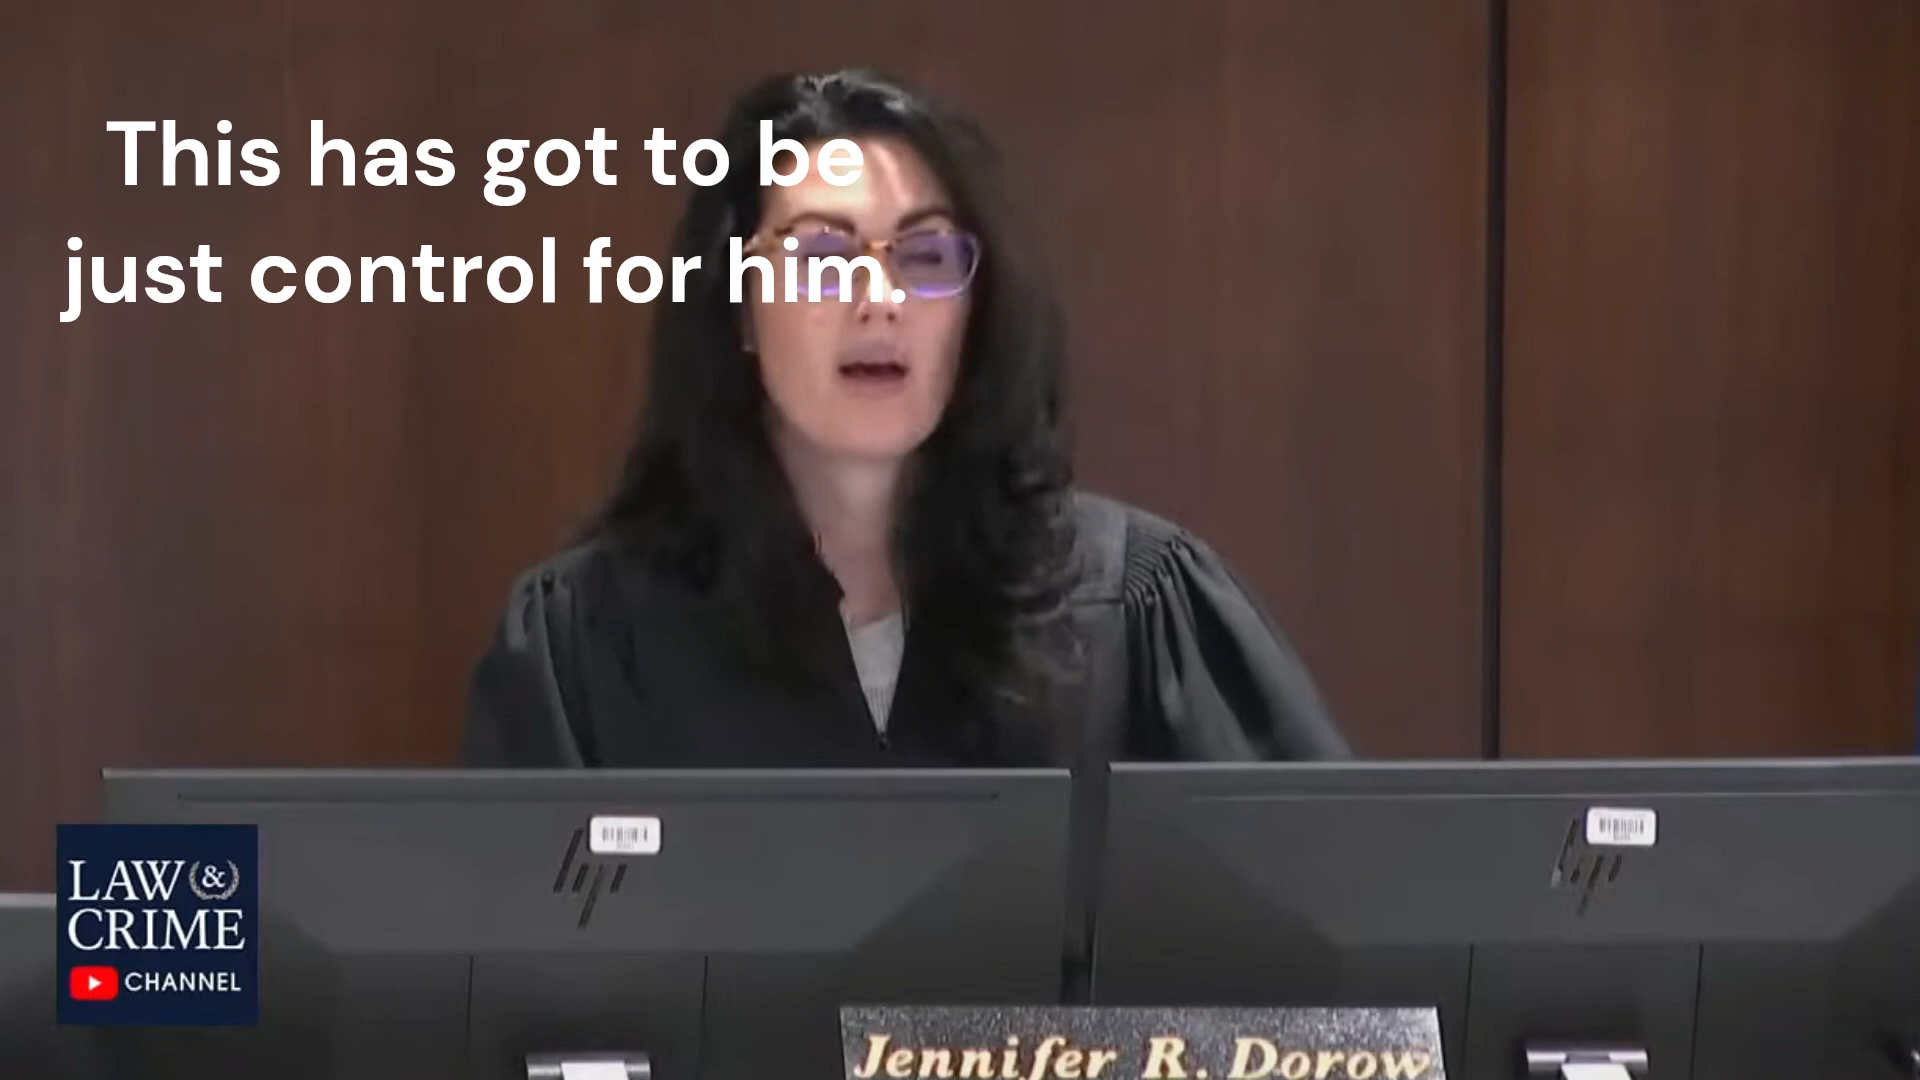 This has got to be
just control for him.
LAW &
CRIME
CHANNEL
Jennifer R. Dorow